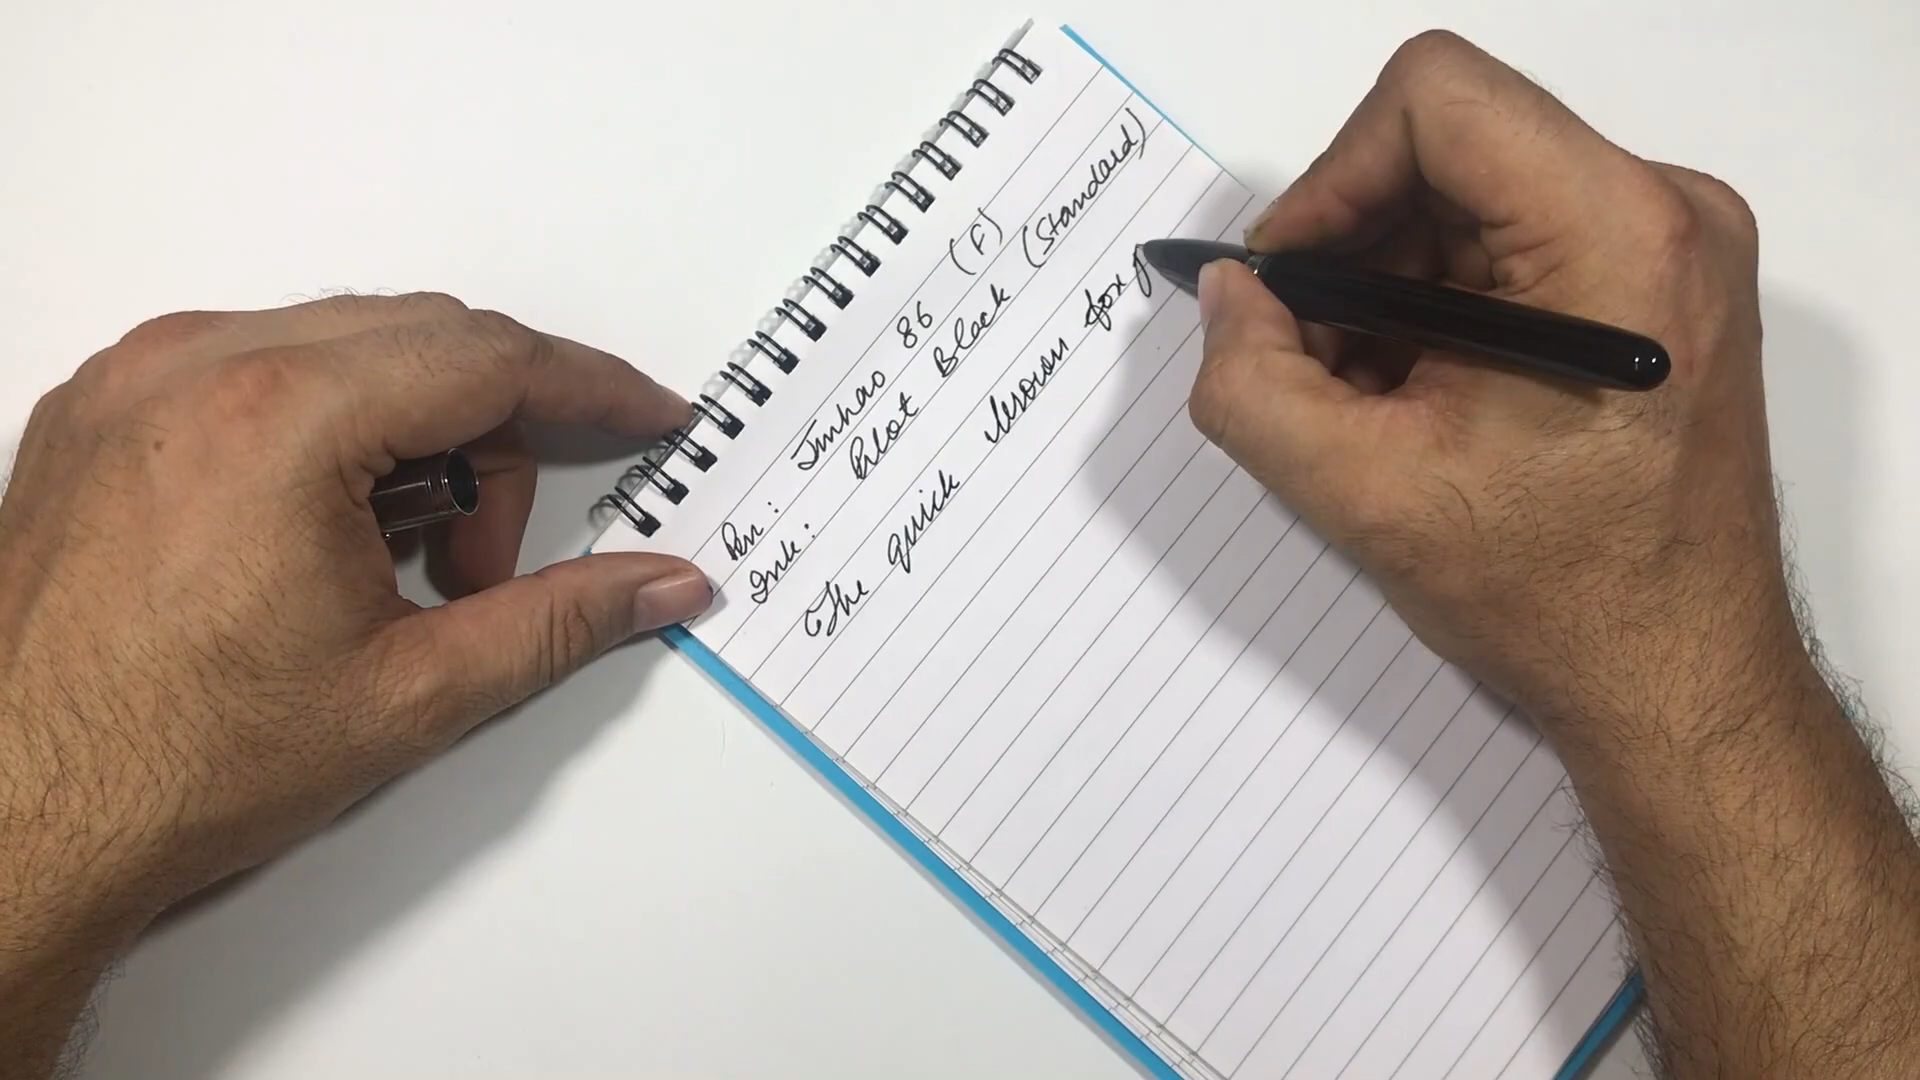 Pen: Jinhao 86 (F)
Ink: Pilot Black (Standard)
The quick brown fox j